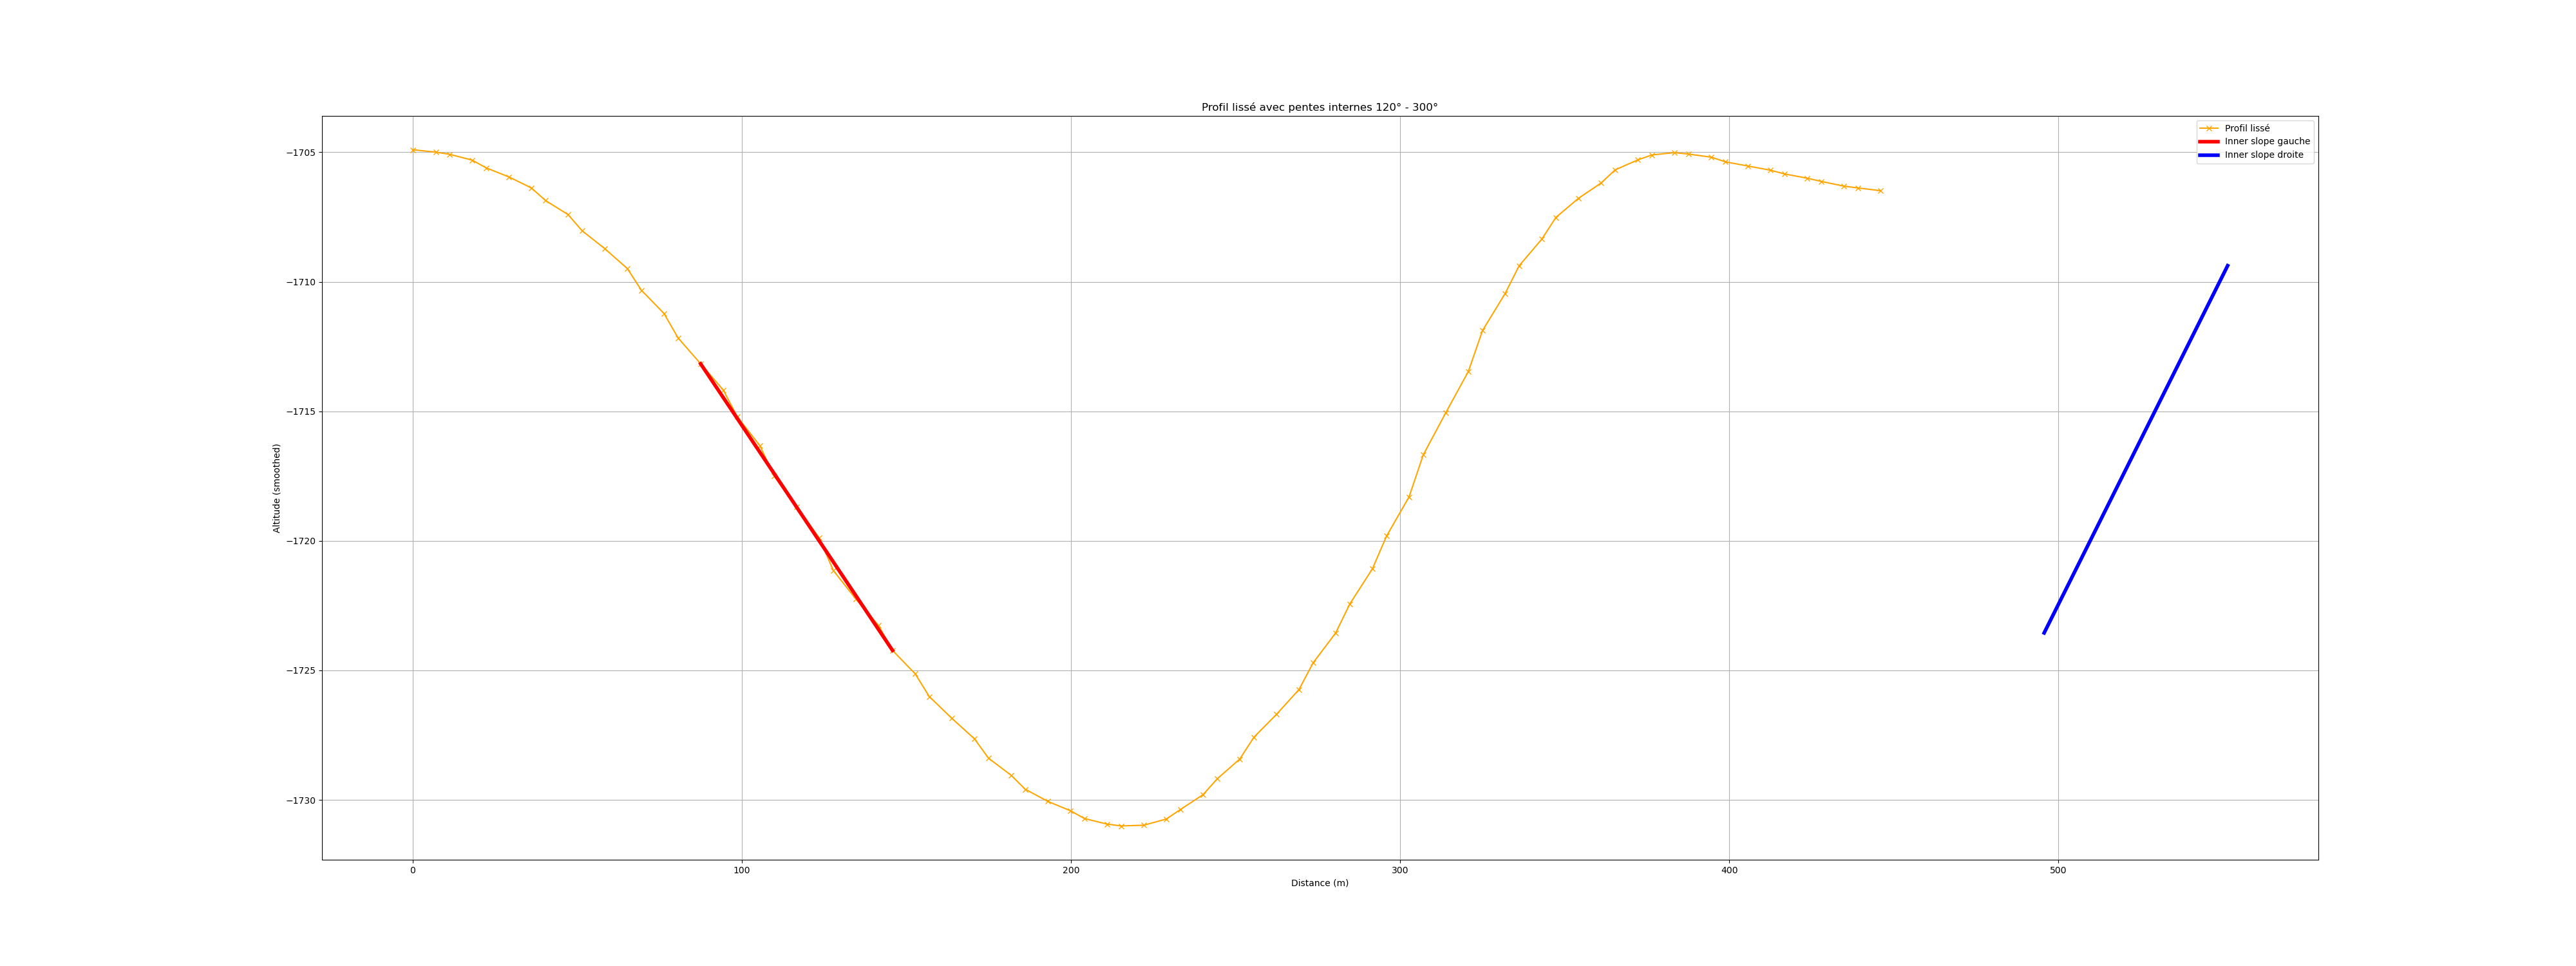 Profil lissé avec pentes internes 120° - 300°
Profil lissé
Inner slope gauche
Inner slope droite
−1705
−1710
−1715
−1720
−1725
−1730
Altitude (smoothed)
0 100 200 300 400 500
Distance (m)